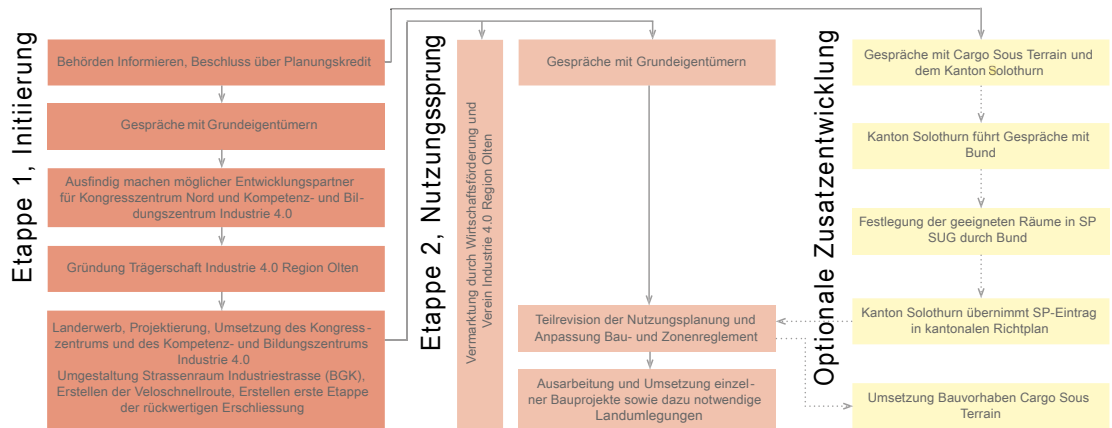 Etappe 1, Initiierung
Behörden Informieren, Beschluss über Planungskredit
Gespräche mit Grundeigentümern
Ausfindig machen möglicher Entwicklungspartner
für Kongresszentrum Nord und Kompetenz- und Bil-
dungszentrum Industrie 4.0
Gründung Trägerschaft Industrie 4.0 Region Olten
Landerwerb, Projektierung, Umsetzung des Kongress-
zentrums und des Kompetenz- und Bildungszentrums
Industrie 4.0
Umgestaltung Strassenraum Industriestrasse (BGK),
Erstellen der Veloschnellroute, Erstellen erste Etappe
der rückwertigen Erschliessung
Etappe 2, Nutzungssprung
Vermarktung durch Wirtschaftsförderung und
Verein Industrie 4.0 Region Olten
Gespräche mit Grundeigentümern
Teilrevision der Nutzungsplanung und
Anpassung Bau- und Zonenreglement
Ausarbeitung und Umsetzung einzel-
ner Bauprojekte sowie dazu notwendige
Landumlegungen
Optionale Zusatzentwicklung
Gespräche mit Cargo Sous Terrain und
dem Kanton Solothurn
Kanton Solothurn führt Gespräche mit
Bund
Festlegung der geeigneten Räume in SP
SUG durch Bund
Kanton Solothurn übernimmt SP-Eintrag
in kantonalen Richtplan
Umsetzung Bauvorhaben Cargo Sous
Terrain